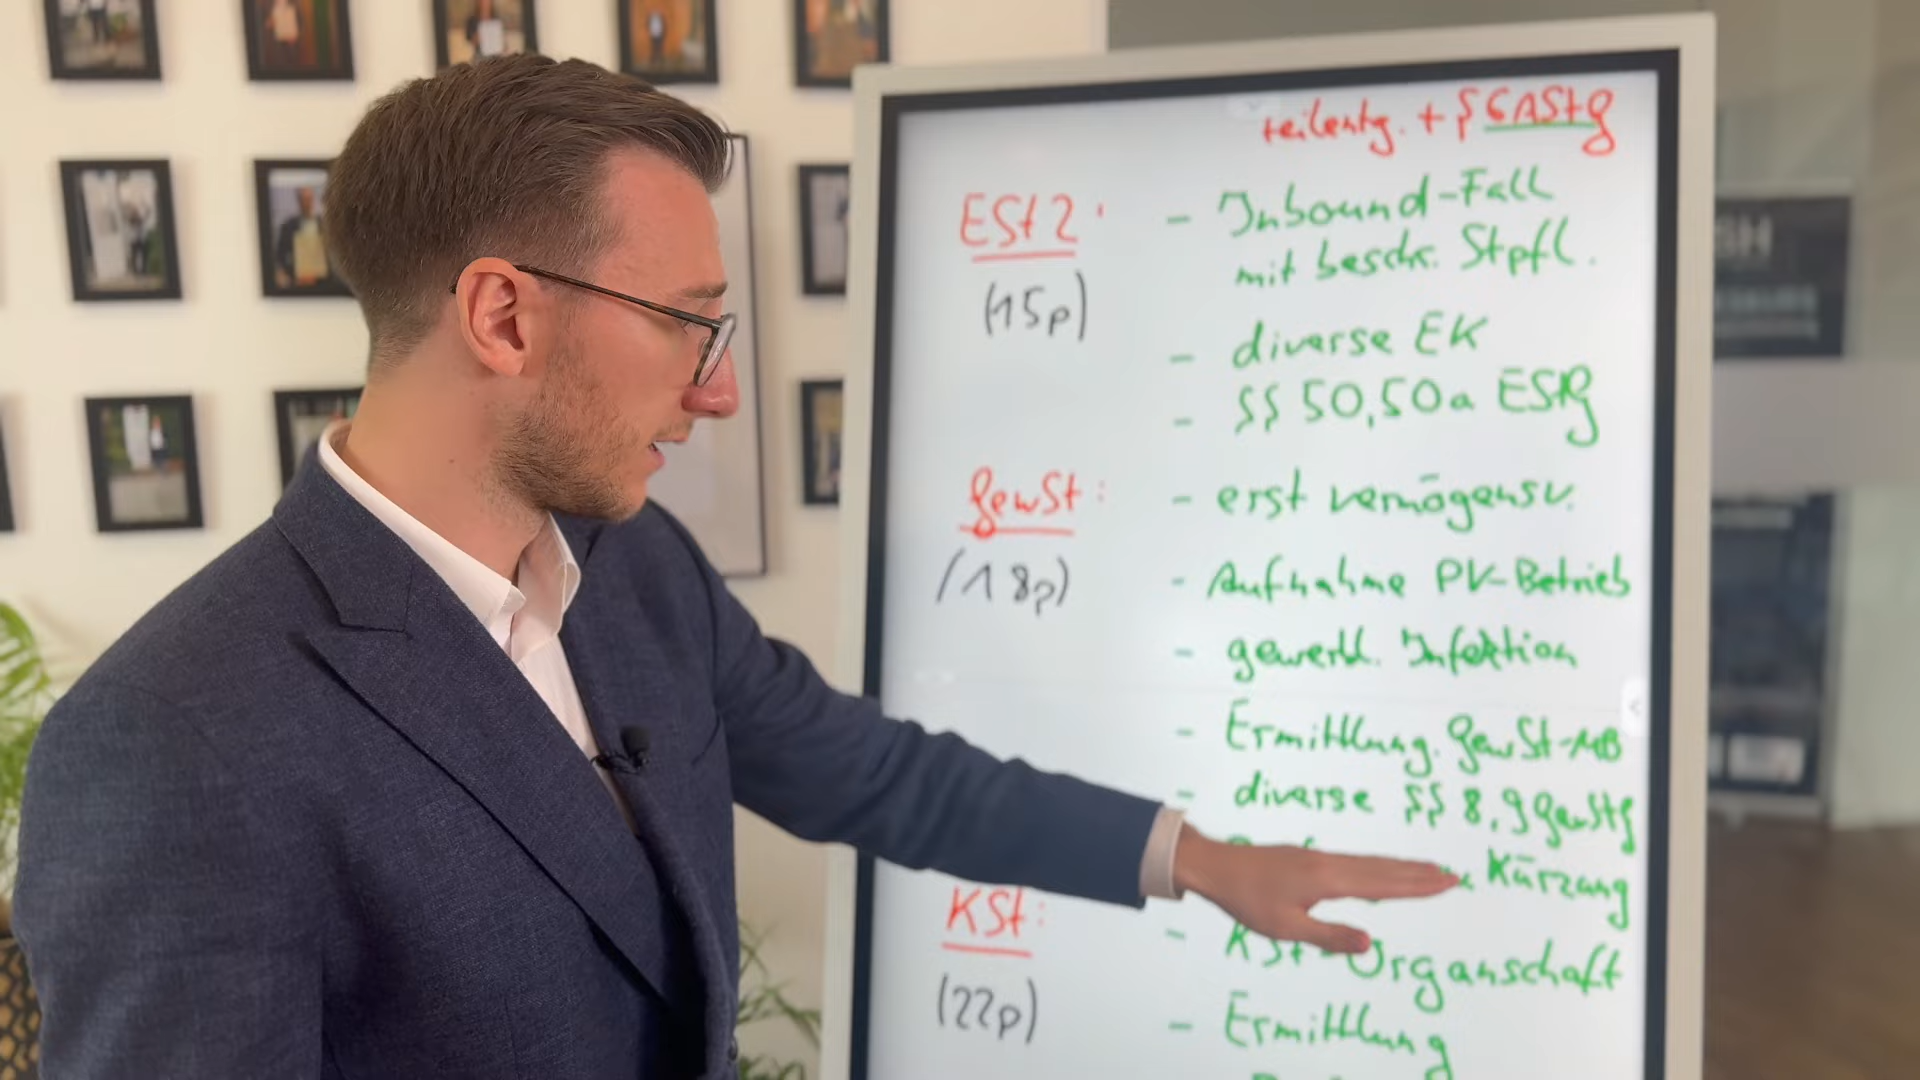 teilentg. + § 6 AStG
ESt 2:
- Inbound-Fall
mit beschr. Stpfl.
(15p)
- diverse EK
- §§ 50, 50a EStG
GewSt:
- erst vermögensv.
(18p)
- Aufnahme PV-Betrieb
- gewerbl. Infektion
- Ermittlung GewSt-MB
- diverse §§ 8, 9 GewStG
Kürzung
KSt:
- KSt-Organschaft
(22p)
- Ermittlung